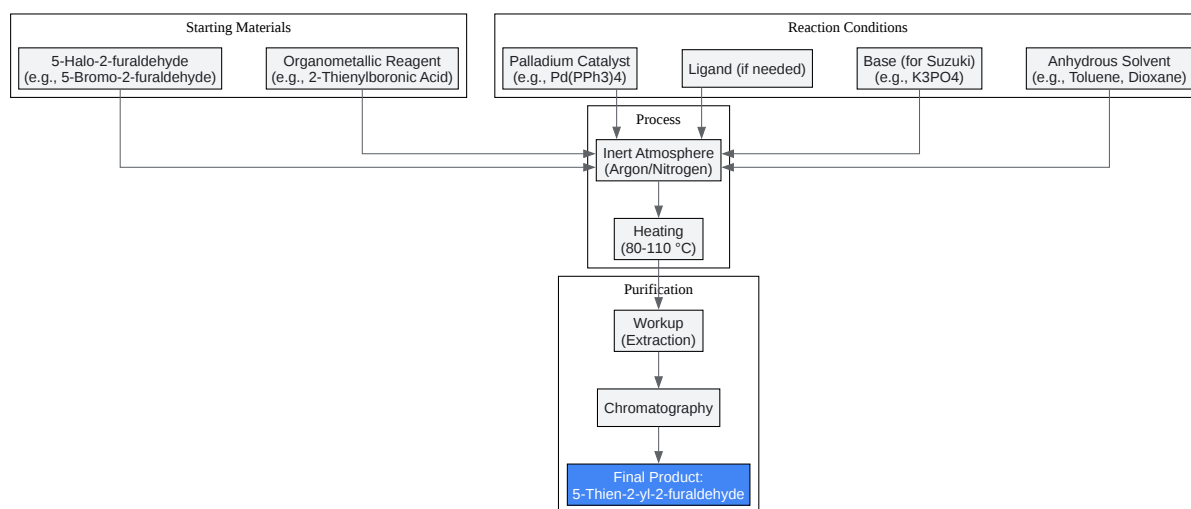 Starting Materials
Reaction Conditions
5-Halo-2-furaldehyde
(e.g., 5-Bromo-2-furaldehyde)
Organometallic Reagent
(e.g., 2-Thienylboronic Acid)
Palladium Catalyst
(e.g., Pd(PPh3)4)
Ligand (if needed)
Base (for Suzuki)
(e.g., K3PO4)
Anhydrous Solvent
(e.g., Toluene, Dioxane)
Process
Inert Atmosphere
(Argon/Nitrogen)
Heating
(80-110 °C)
Purification
Workup
(Extraction)
Chromatography
Final Product:
5-Thien-2-yl-2-furaldehyde